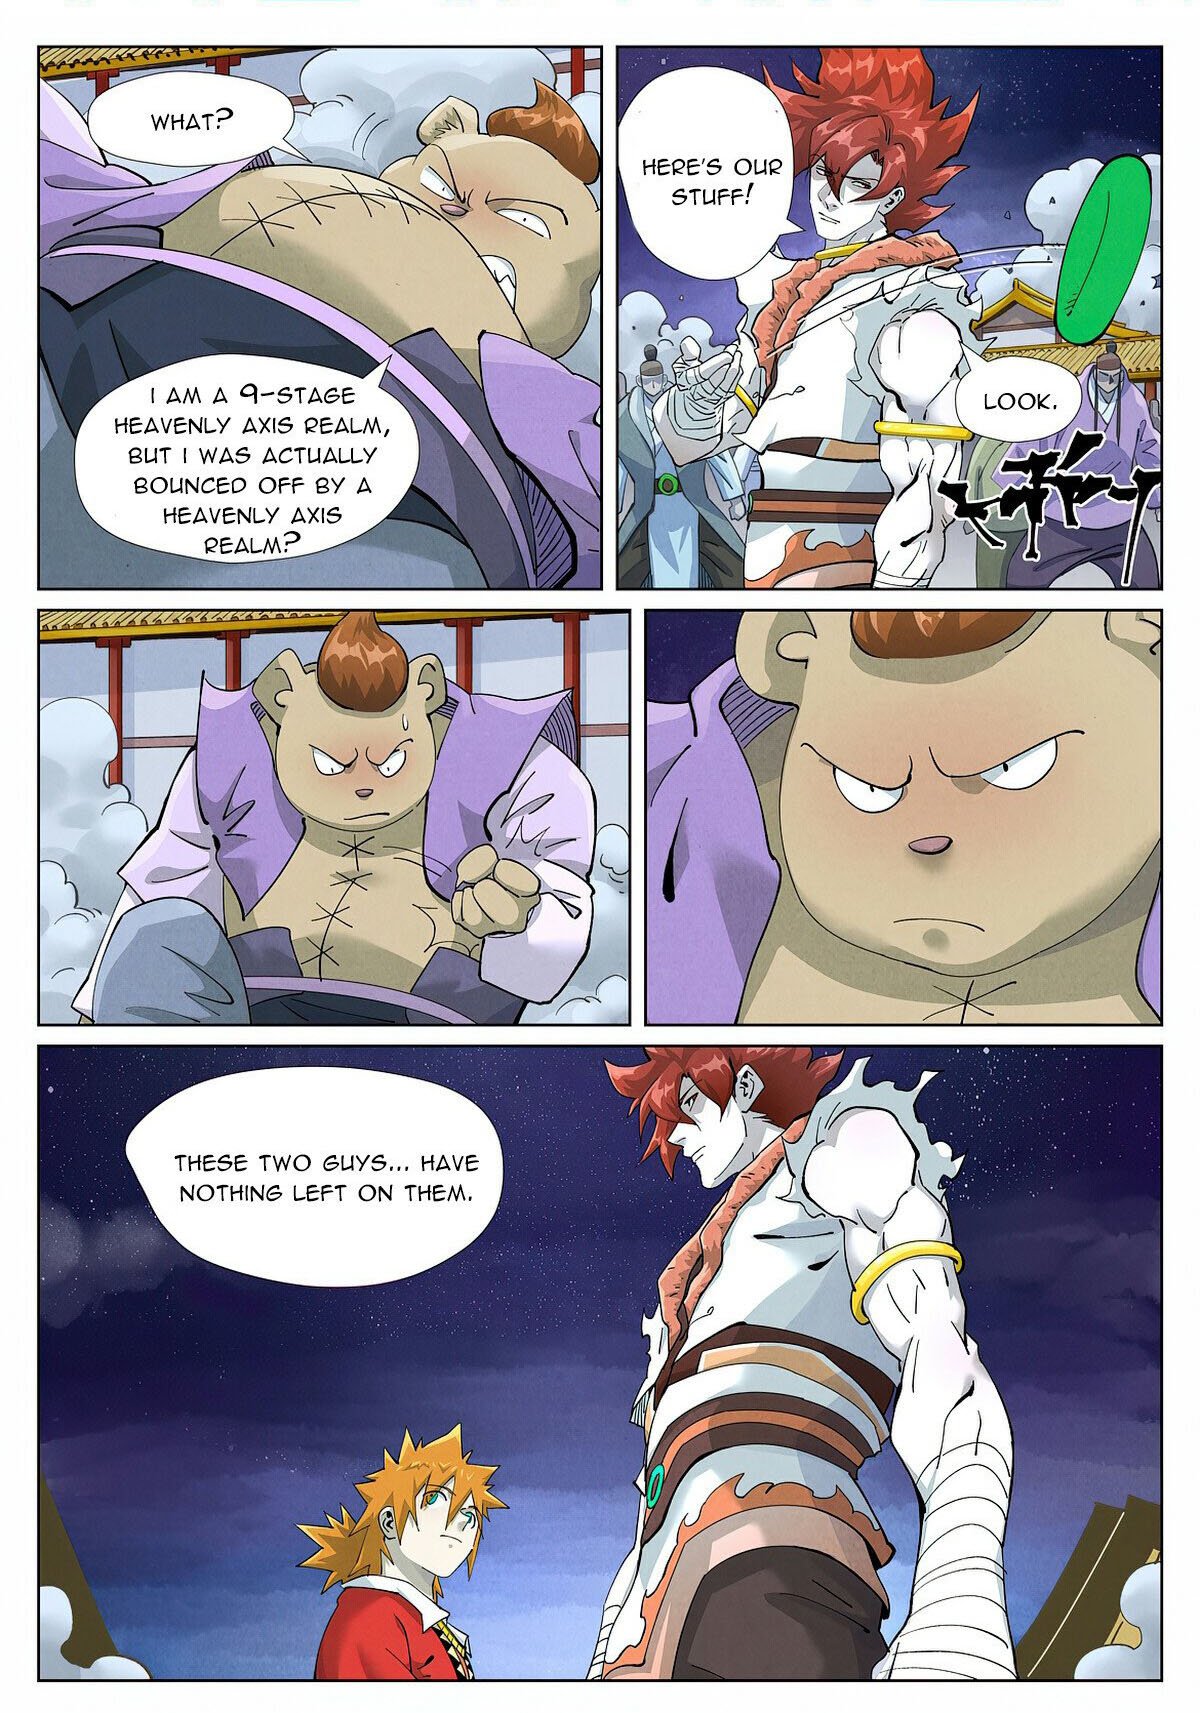 WHAT?
I AM A 9-STAGE
HEAVENLY AXIS REALM,
BUT I WAS ACTUALLY
BOUNCED OFF BY A
HEAVENLY AXIS
REALM?
HERE'S OUR
STUFF!
LOOK.
THESE TWO GUYS... HAVE
NOTHING LEFT ON THEM.